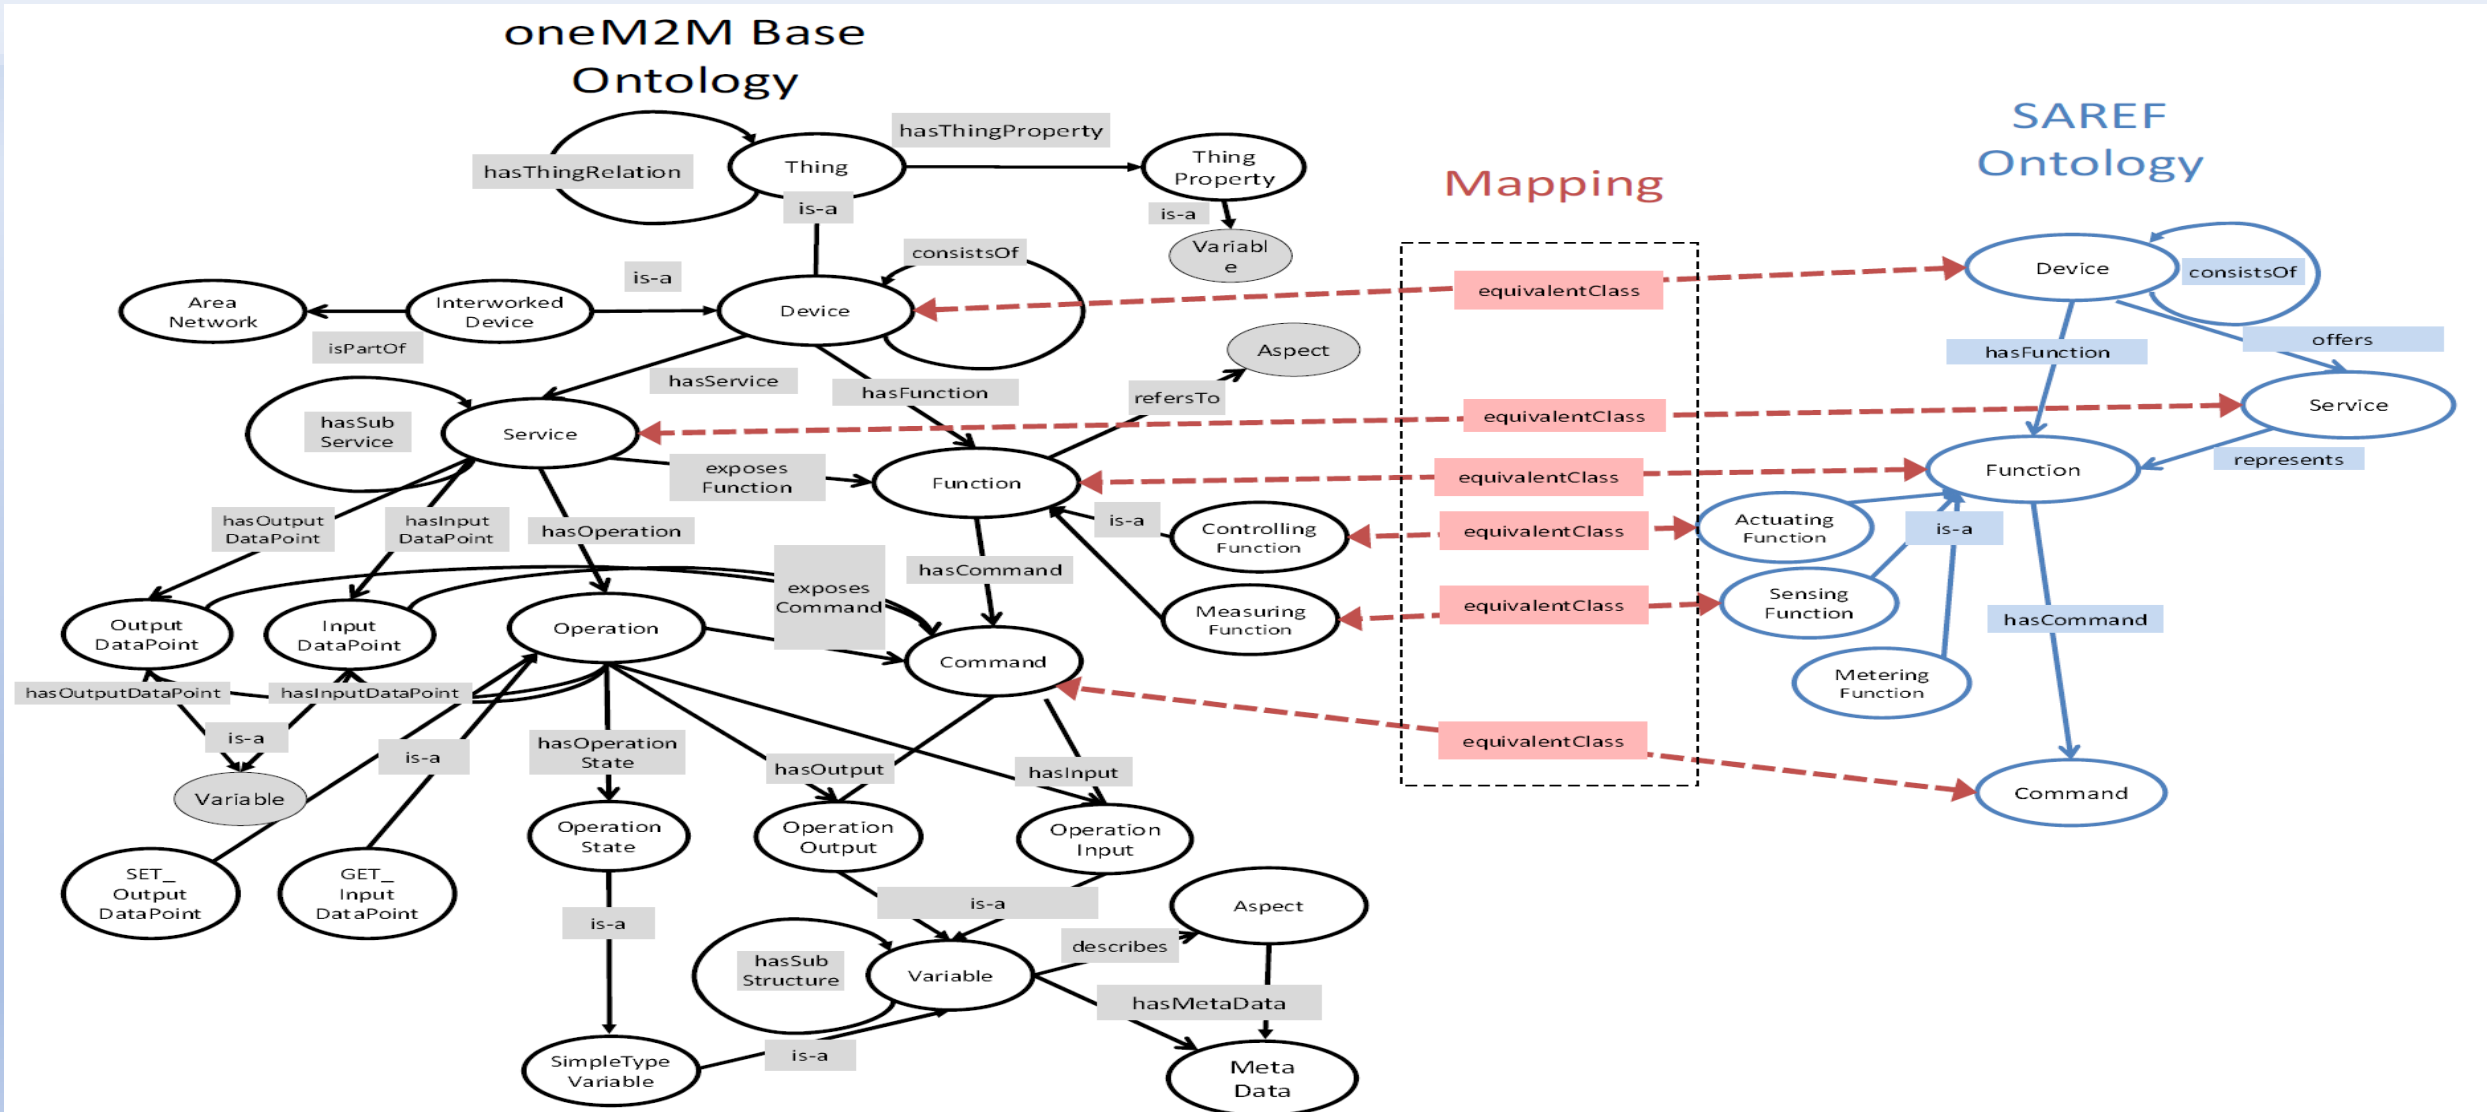 oneM2M Base
Ontology
SAREF
Ontology
Mapping
hasThingProperty
hasThingRelation
Thing
Thing
Property
is-a
is-a
Variabl
e
consistsOf
is-a
Area
Network
Interworked
Device
Device
isPartOf
equivalentClass
Device
consistsOf
hasService
hasFunction
Aspect
refersTo
hasFunction
offers
hasSub
Service
Service
equivalentClass
Service
exposes
Function
Function
equivalentClass
Function
represents
hasOutput
DataPoint
hasInput
DataPoint
hasOperation
is-a
Controlling
Function
equivalentClass
Actuating
Function
is-a
hasCommand
exposes
Command
Output
DataPoint
Input
DataPoint
Operation
Measuring
Function
equivalentClass
Sensing
Function
hasCommand
Command
Metering
Function
hasOutputDataPoint
hasInputDataPoint
is-a
is-a
hasOperation
State
hasOutput
hasInput
equivalentClass
Command
Variable
Operation
State
Operation
Output
Operation
Input
SET_
Output
DataPoint
GET_
Input
DataPoint
is-a
is-a
Aspect
describes
hasSub
Structure
Variable
hasMetaData
is-a
SimpleType
Variable
Meta
Data